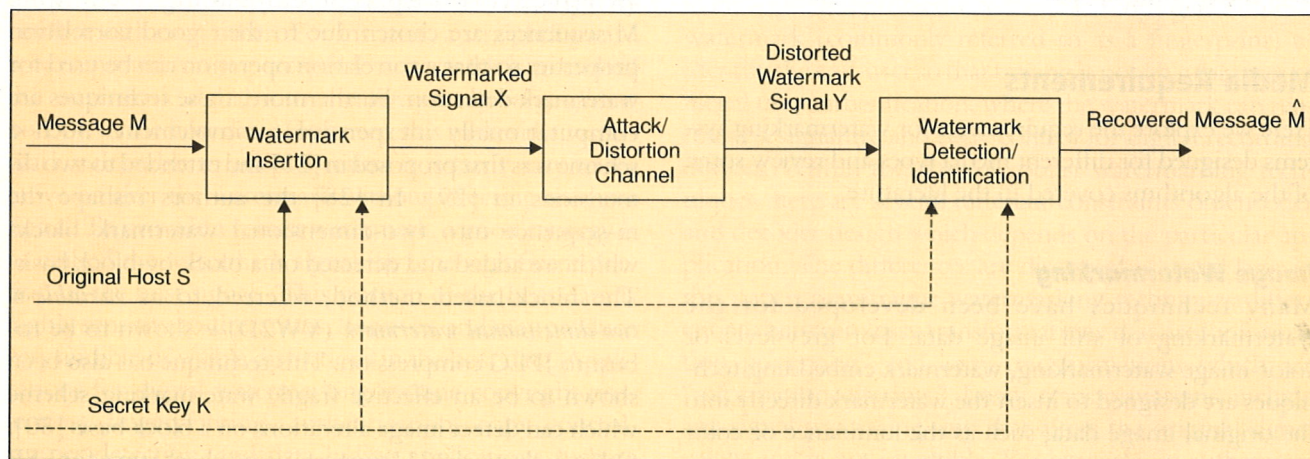 Message M
Watermark
Insertion
Watermarked
Signal X
Attack/
Distortion
Channel
Distorted
Watermark
Signal Y
Watermark
Detection/
Identification
Recovered Message M̂
Original Host S
Secret Key K